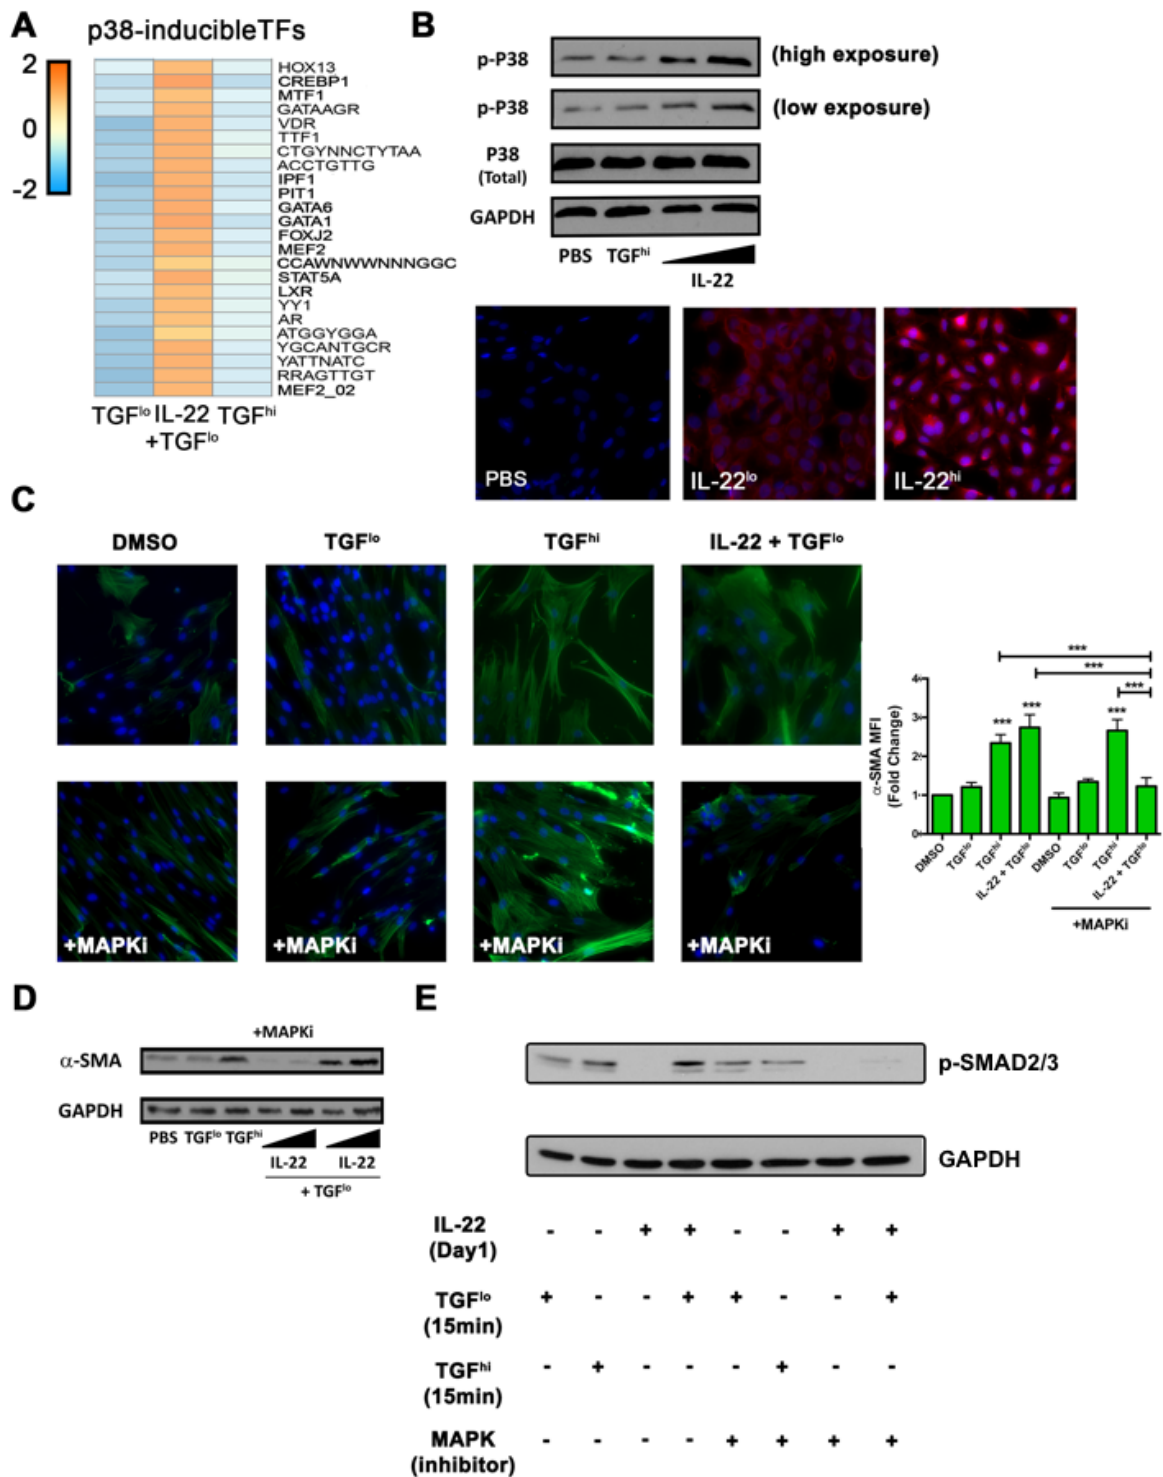 A
p38-inducibleTFs
2
0
-2
HOX13
CREBP1
MTF1
GATAAGR
VDR
TTF1
CTGYNNCTYTAA
ACCTGTTG
IPF1
PIT1
GATA6
GATA1
FOXJ2
MEF2
CCAWNWWNNNGGC
STAT5A
LXR
YY1
AR
ATGGYGGA
YGCANTGCR
YATTNATC
RRAGTTGT
MEF2_02
TGFlo IL-22 TGFhi
+TGFlo
B
p-P38 (high exposure)
p-P38 (low exposure)
P38
(Total)
GAPDH
PBS TGFhi
IL-22
PBS IL-22lo IL-22hi
C
DMSO TGFlo TGFhi IL-22 + TGFlo
+MAPKi +MAPKi +MAPKi +MAPKi
α-SMA MFI
(Fold Change)
4
3
2
1
0
***
***
***
*** *** ***
DMSO TGFlo TGFhi IL-22 + TGFlo DMSO TGFlo TGFhi IL-22 + TGFlo
+MAPKi
D
+MAPKi
α-SMA
GAPDH
PBS TGFlo TGFhi
IL-22 IL-22
+ TGFlo
E
p-SMAD2/3
GAPDH
IL-22 - - + + - - + +
(Day1)
TGFlo + - - + + - - +
(15min)
TGFhi - + - - - + - -
(15min)
MAPK - - - - + + + +
(inhibitor)